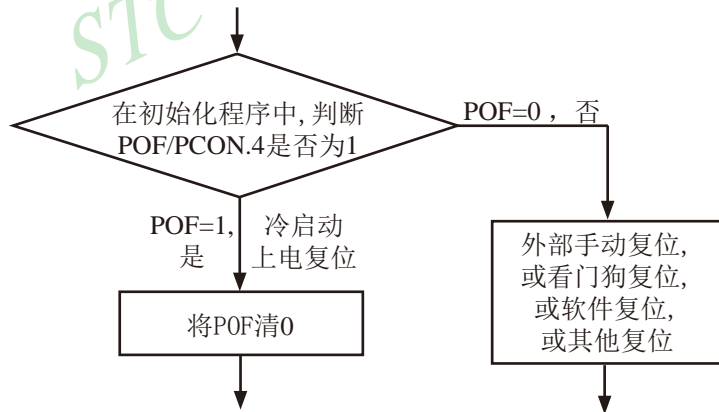 STC
在初始化程序中,判断
POF/PCON.4是否为1
POF=0 ,否
POF=1, 冷启动
是 上电复位
将POF清0
外部手动复位,
或看门狗复位,
或软件复位,
或其他复位